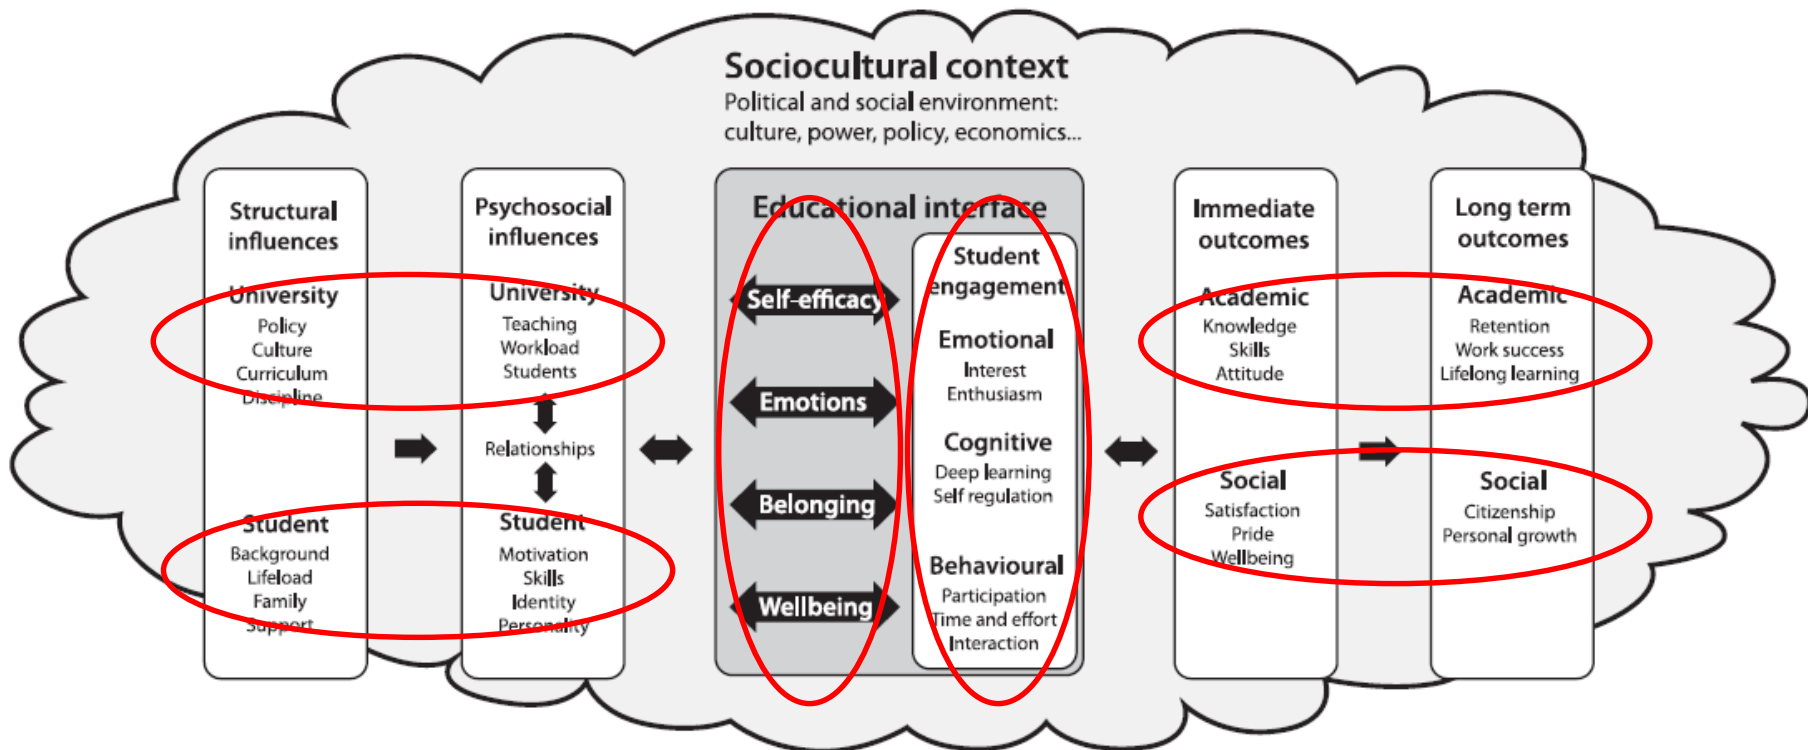 Sociocultural context
Political and social environment:
culture, power, policy, economics...
Structural
influences
University
Policy
Culture
Curriculum
Discipline
Student
Background
Lifeload
Family
Support
Psychosocial
influences
University
Teaching
Workload
Students
Relationships
Student
Motivation
Skills
Identity
Personality
Educational interface
Self-efficacy
Emotions
Belonging
Wellbeing
Student
engagement
Emotional
Interest
Enthusiasm
Cognitive
Deep learning
Self regulation
Behavioural
Participation
Time and effort
Interaction
Immediate
outcomes
Academic
Knowledge
Skills
Attitude
Social
Satisfaction
Pride
Wellbeing
Long term
outcomes
Academic
Retention
Work success
Lifelong learning
Social
Citizenship
Personal growth